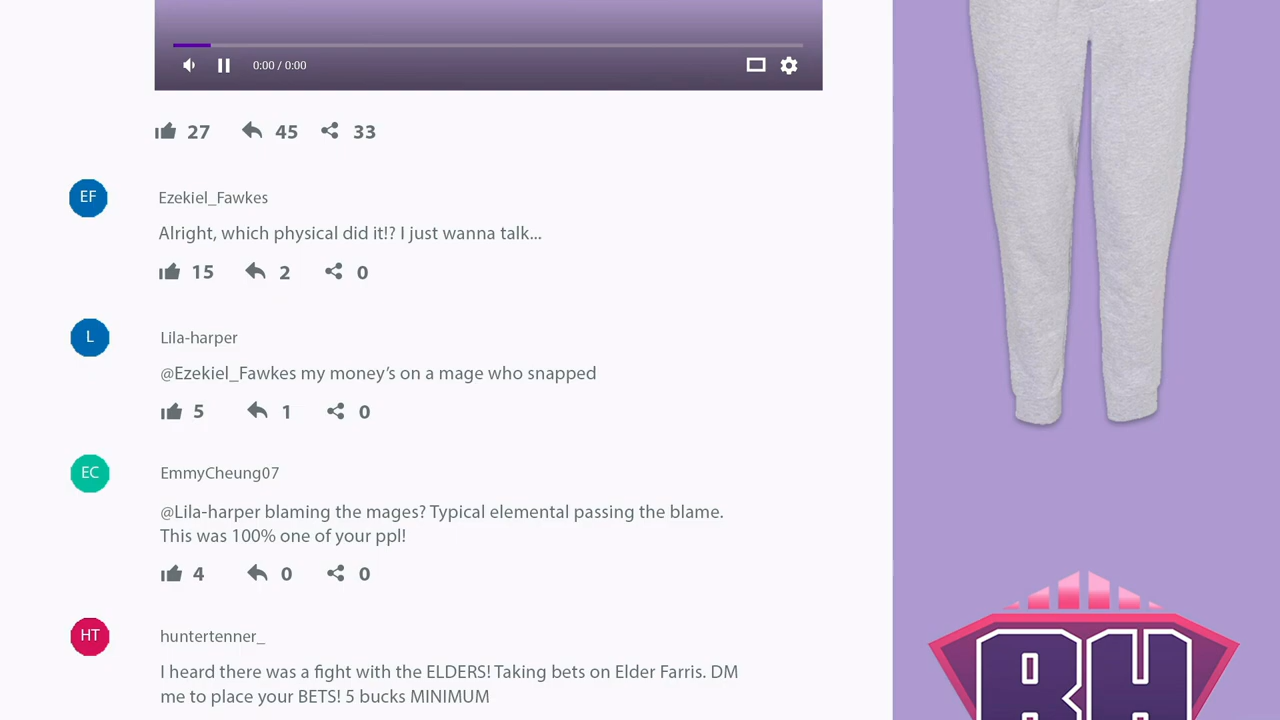 0:00 / 0:00
27 45 33
EF
Ezekiel_Fawkes
Alright, which physical did it!? I just wanna talk...
15 2 0
L
Lila-harper
@Ezekiel_Fawkes my money's on a mage who snapped
5 1 0
EC
EmmyCheung07
@Lila-harper blaming the mages? Typical elemental passing the blame.
This was 100% one of your ppl!
4 0 0
HT
huntertenner_
I heard there was a fight with the ELDERS! Taking bets on Elder Farris. DM
me to place your BETS! 5 bucks MINIMUM
BH